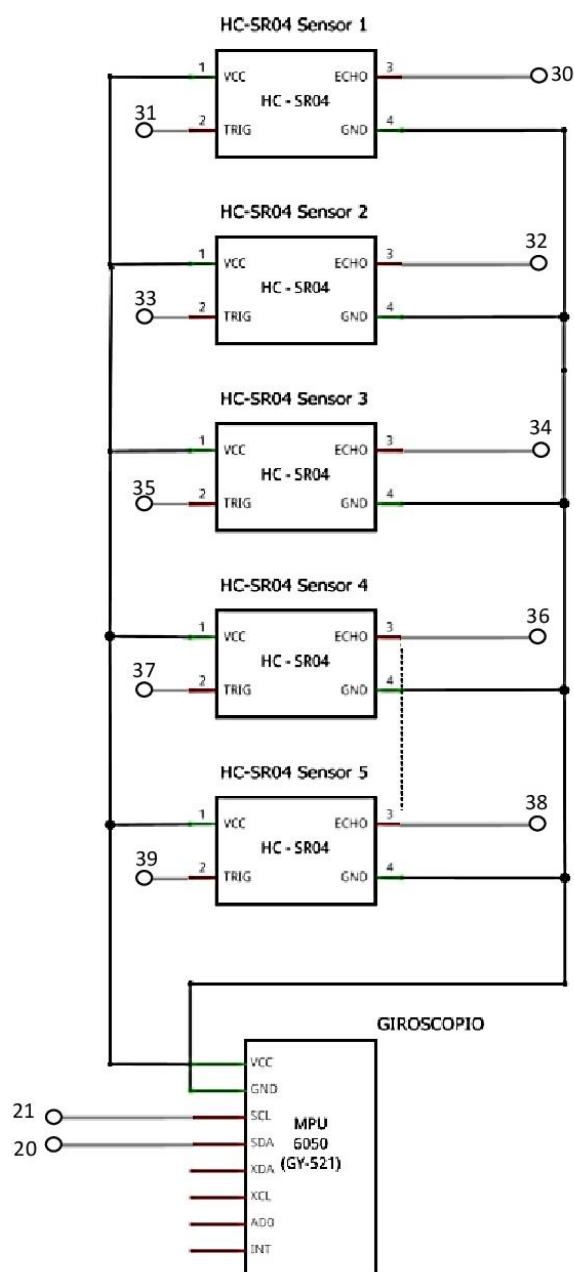 HC-SR04 Sensor 1
1 VCC ECHO 3 30
HC - SR04
31 2 TRIG GND 4
HC-SR04 Sensor 2
1 VCC ECHO 3 32
HC - SR04
33 2 TRIG GND 4
HC-SR04 Sensor 3
1 VCC ECHO 3 34
HC - SR04
35 2 TRIG GND 4
HC-SR04 Sensor 4
1 VCC ECHO 3 36
HC - SR04
37 2 TRIG GND 4
HC-SR04 Sensor 5
1 VCC ECHO 3 38
HC - SR04
39 2 TRIG GND 4
GIROSCOPIO
VCC
GND
21 SCL
20 SDA
XDA
XCL
AD0
INT
MPU
6050
(GY-521)